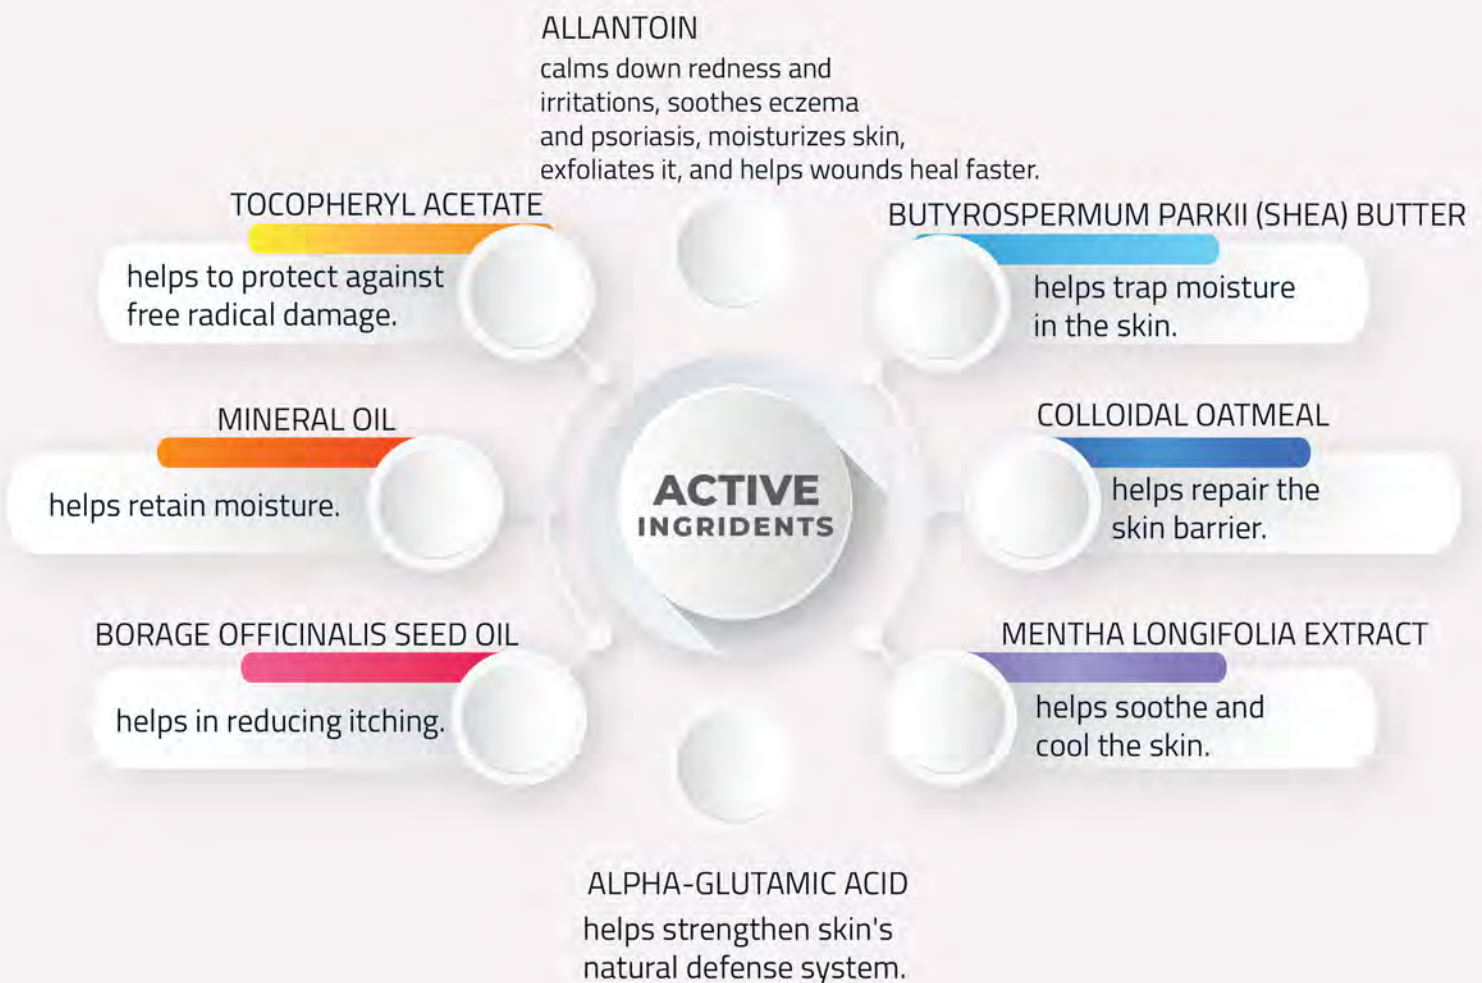 ALLANTOIN
calms down redness and
irritations, soothes eczema
and psoriasis, moisturizes skin,
exfoliates it, and helps wounds heal faster.
TOCOPHERYL ACETATE
helps to protect against
free radical damage.
BUTYROSPERMUM PARKII (SHEA) BUTTER
helps trap moisture
in the skin.
MINERAL OIL
helps retain moisture.
ACTIVE
INGRIDENTS
COLLOIDAL OATMEAL
helps repair the
skin barrier.
BORAGE OFFICINALIS SEED OIL
helps in reducing itching.
MENTHA LONGIFOLIA EXTRACT
helps soothe and
cool the skin.
ALPHA-GLUTAMIC ACID
helps strengthen skin's
natural defense system.